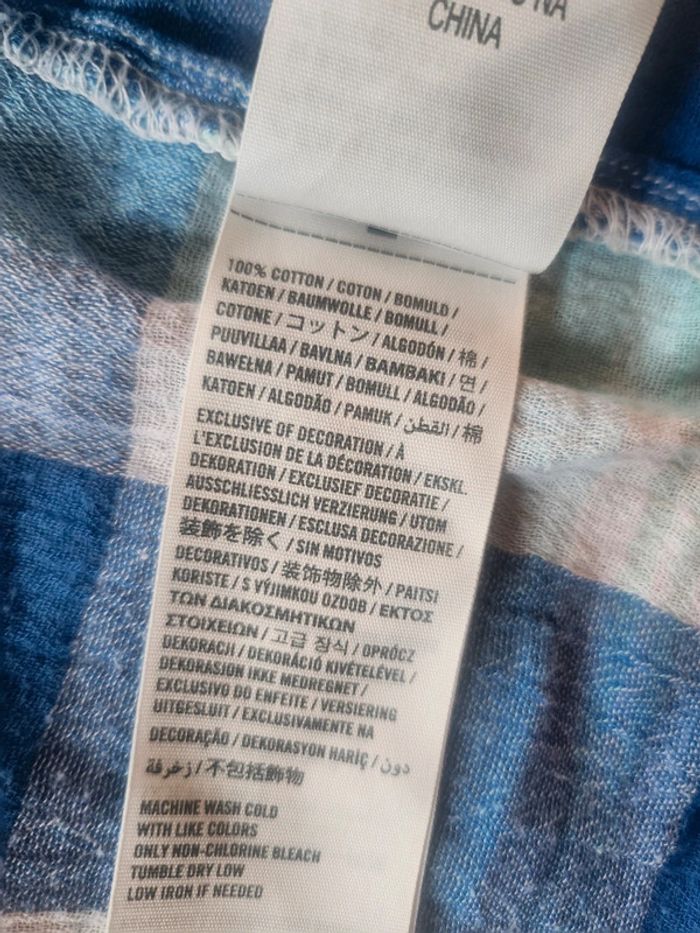 CHINA
100% COTTON / COTON / BOMULD /
KATOEN / BAUMWOLLE / BOMULL /
COTONE / コットン / ALGODÓN / 棉 /
PUUVILLAA / BAVLNA / BAMBAKI / 면 /
BAWEŁNA / PAMUT / BOMULL / ALGODÃO /
KATOEN / ALGODÃO / PAMUK / القطن / 棉
EXCLUSIVE OF DECORATION / À
L'EXCLUSION DE LA DÉCORATION / EKSKL.
DEKORATION / EXCLUSIEF DECORATIE /
AUSSCHLIESSLICH VERZIERUNG / UTOM
DEKORATIONEN / ESCLUSA DECORAZIONE /
装飾を除く / SIN MOTIVOS
DECORATIVOS / 装饰物除外 / PAITSI
KORISTE / S VÝJIMKOU OZDOB / ΕΚΤΟΣ
ΤΩΝ ΔΙΑΚΟΣΜΗΤΙΚΩΝ
ΣΤΟΙΧΕΙΩΝ / 고급 장식 / OPRÓCZ
DEKORACJI / DEKORÁCIÓ KIVÉTELÉVEL /
DEKORASJON IKKE MEDREGNET /
EXCLUSIVO DO ENFEITE / VERSIERING
UITGESLUIT / EXCLUSIVAMENTE NA
DECORAÇÃO / DEKORASYON HARİÇ / دون
زخرفة / 不包括飾物
MACHINE WASH COLD
WITH LIKE COLORS
ONLY NON-CHLORINE BLEACH
TUMBLE DRY LOW
LOW IRON IF NEEDED